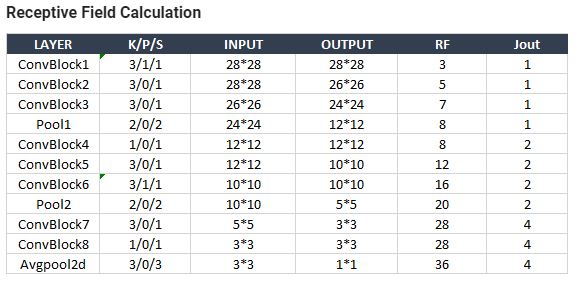 Receptive Field Calculation
LAYER K/P/S INPUT OUTPUT RF Jout
ConvBlock1 3/1/1 28*28 28*28 3 1
ConvBlock2 3/0/1 28*28 26*26 5 1
ConvBlock3 3/0/1 26*26 24*24 7 1
Pool1 2/0/2 24*24 12*12 8 1
ConvBlock4 1/0/1 12*12 12*12 8 2
ConvBlock5 3/0/1 12*12 10*10 12 2
ConvBlock6 3/1/1 10*10 10*10 16 2
Pool2 2/0/2 10*10 5*5 20 2
ConvBlock7 3/0/1 5*5 3*3 28 4
ConvBlock8 1/0/1 3*3 3*3 28 4
Avgpool2d 3/0/3 3*3 1*1 36 4